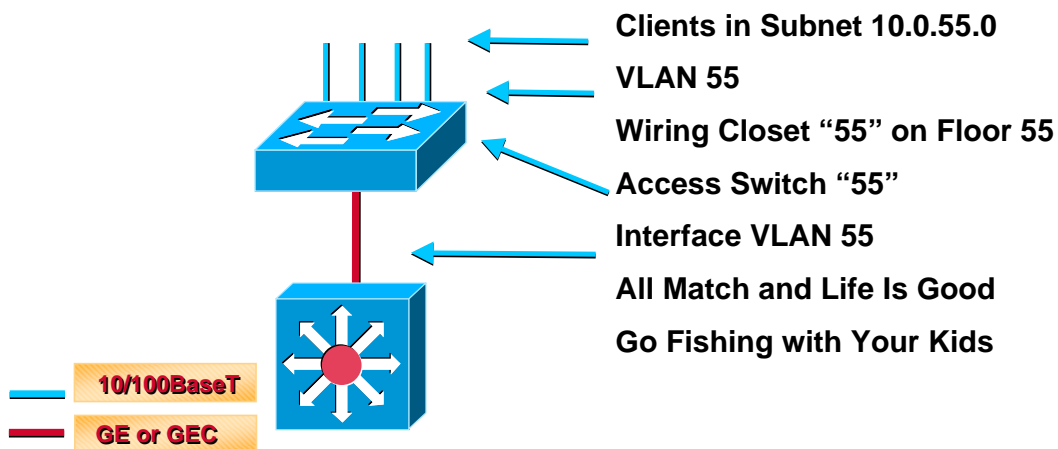 Clients in Subnet 10.0.55.0
VLAN 55
Wiring Closet “55” on Floor 55
Access Switch “55”
Interface VLAN 55
All Match and Life Is Good
Go Fishing with Your Kids
10/100BaseT
GE or GEC